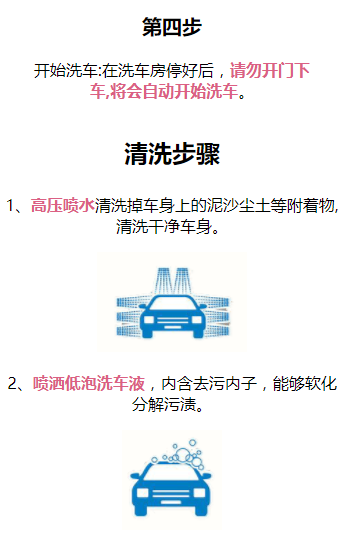 第四步
开始洗车:在洗车房停好后，请勿开门下
车,将会自动开始洗车。
清洗步骤
1、高压喷水清洗掉车身上的泥沙尘土等附着物,
清洗干净车身。
2、喷洒低泡洗车液，内含去污内子，能够软化
分解污渍。